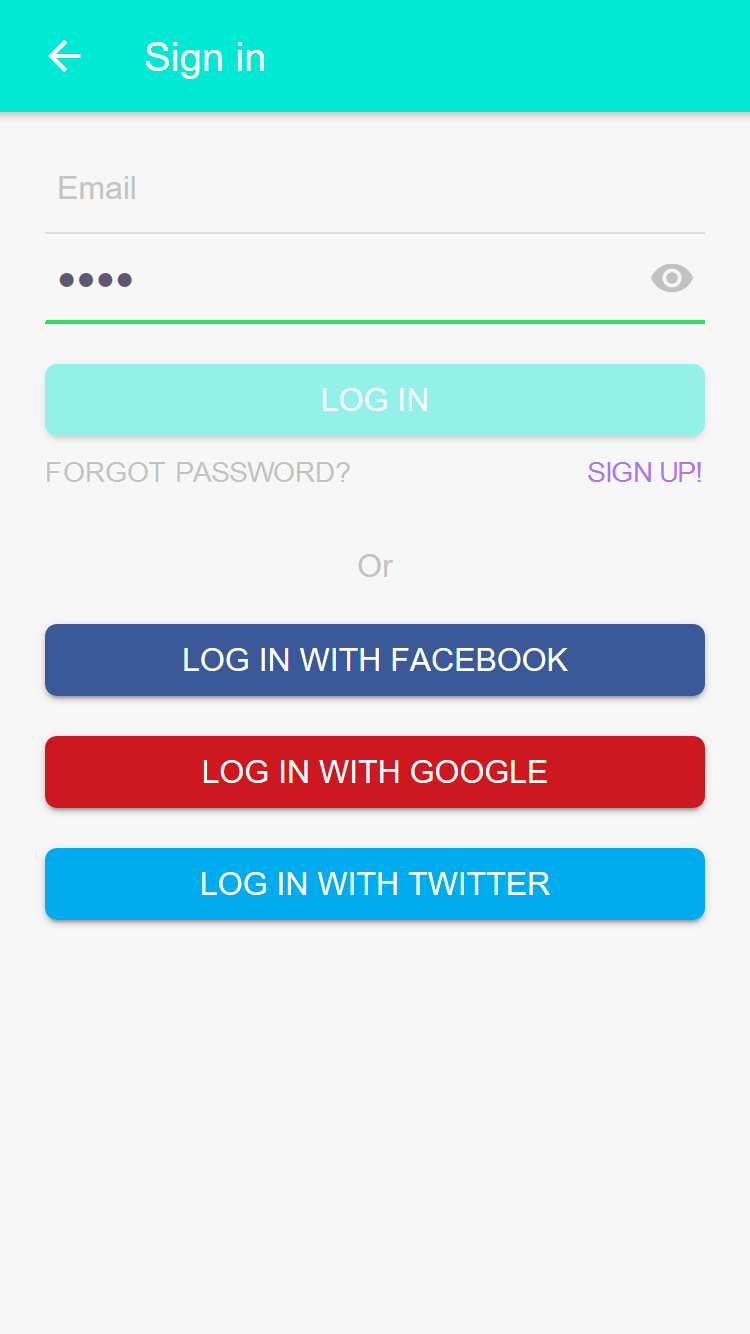 Sign in
Email
••••
LOG IN
FORGOT PASSWORD?
SIGN UP!
Or
LOG IN WITH FACEBOOK
LOG IN WITH GOOGLE
LOG IN WITH TWITTER